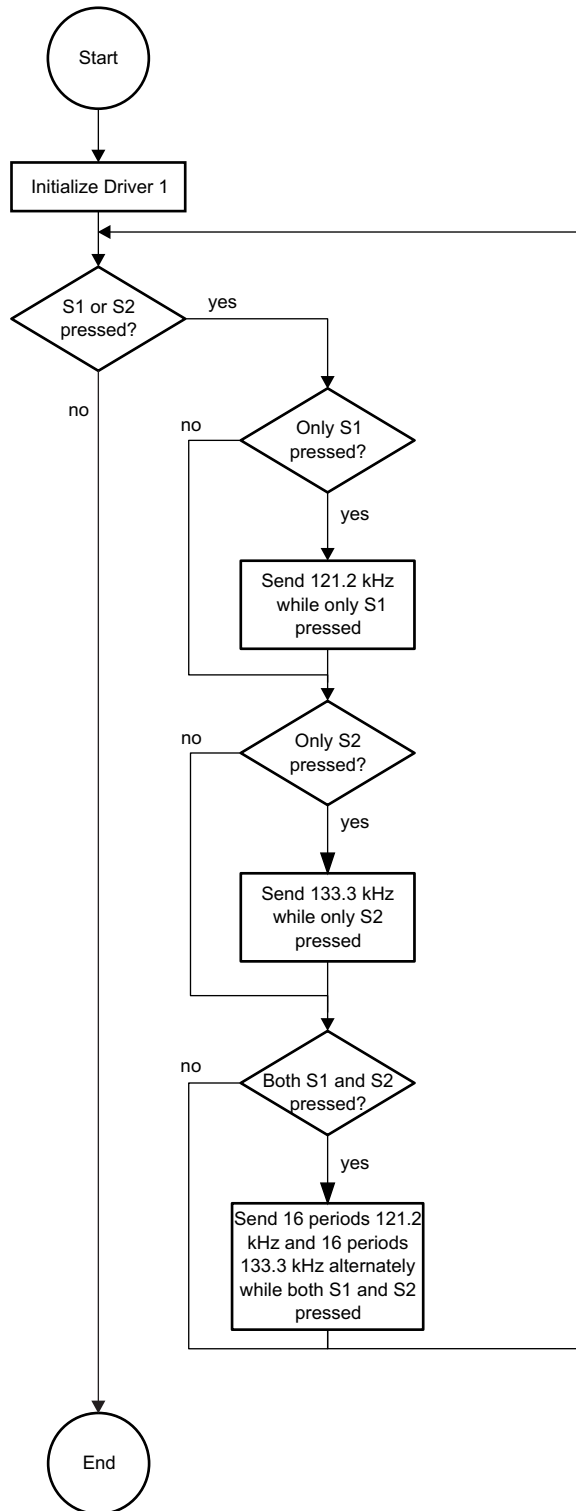 Start
Initialize Driver 1
S1 or S2
pressed?
yes
no
Only S1
pressed?
no
yes
Send 121.2 kHz
while only S1
pressed
Only S2
pressed?
no
yes
Send 133.3 kHz
while only S2
pressed
Both S1 and S2
pressed?
no
yes
Send 16 periods 121.2
kHz and 16 periods
133.3 kHz alternately
while both S1 and S2
pressed
End